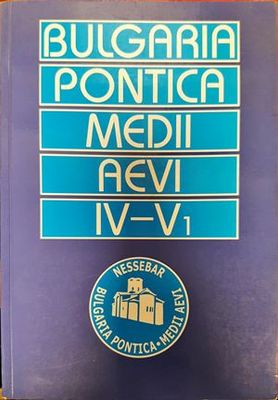 BULGARIA
PONTICA
MEDII
AEVI
IV–V1
NESSEBAR
BULGARIA PONTICA • MEDII AEVI